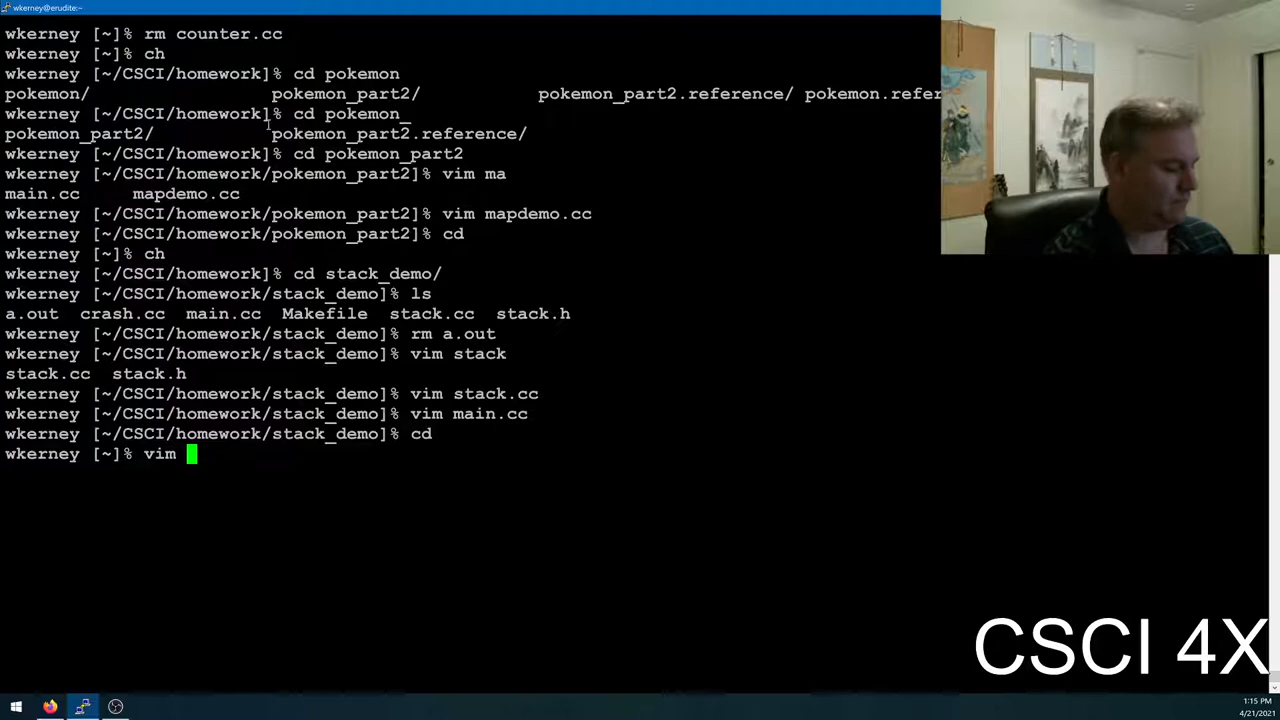 wkerney@erudite:~
wkerney [~]% rm counter.cc
wkerney [~]% ch
wkerney [~/CSCI/homework]% cd pokemon
pokemon/ pokemon_part2/ pokemon_part2.reference/ pokemon.refer
wkerney [~/CSCI/homework]% cd pokemon_
pokemon_part2/ pokemon_part2.reference/
wkerney [~/CSCI/homework]% cd pokemon_part2
wkerney [~/CSCI/homework/pokemon_part2]% vim ma
main.cc mapdemo.cc
wkerney [~/CSCI/homework/pokemon_part2]% vim mapdemo.cc
wkerney [~/CSCI/homework/pokemon_part2]% cd
wkerney [~]% ch
wkerney [~/CSCI/homework]% cd stack_demo/
wkerney [~/CSCI/homework/stack_demo]% ls
a.out crash.cc main.cc Makefile stack.cc stack.h
wkerney [~/CSCI/homework/stack_demo]% rm a.out
wkerney [~/CSCI/homework/stack_demo]% vim stack
stack.cc stack.h
wkerney [~/CSCI/homework/stack_demo]% vim stack.cc
wkerney [~/CSCI/homework/stack_demo]% vim main.cc
wkerney [~/CSCI/homework/stack_demo]% cd
wkerney [~]% vim
CSCI 4X
1:15 PM
4/21/2021